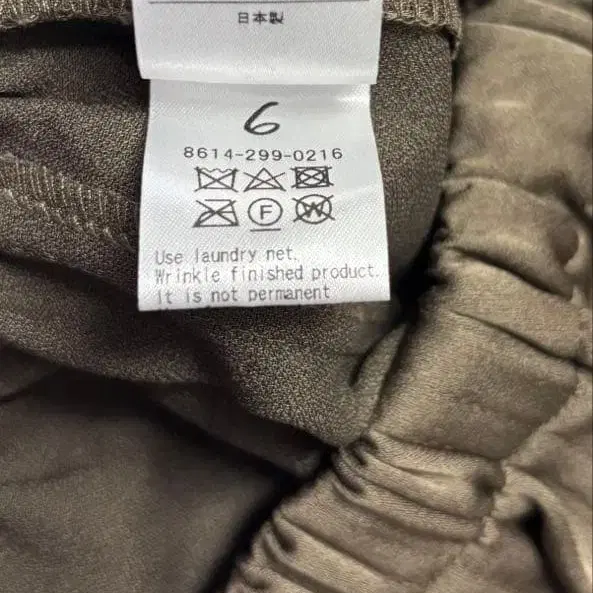 日本製
6
8614-299-0216
F W
Use laundry net.
Wrinkle finished product.
It is not permanent